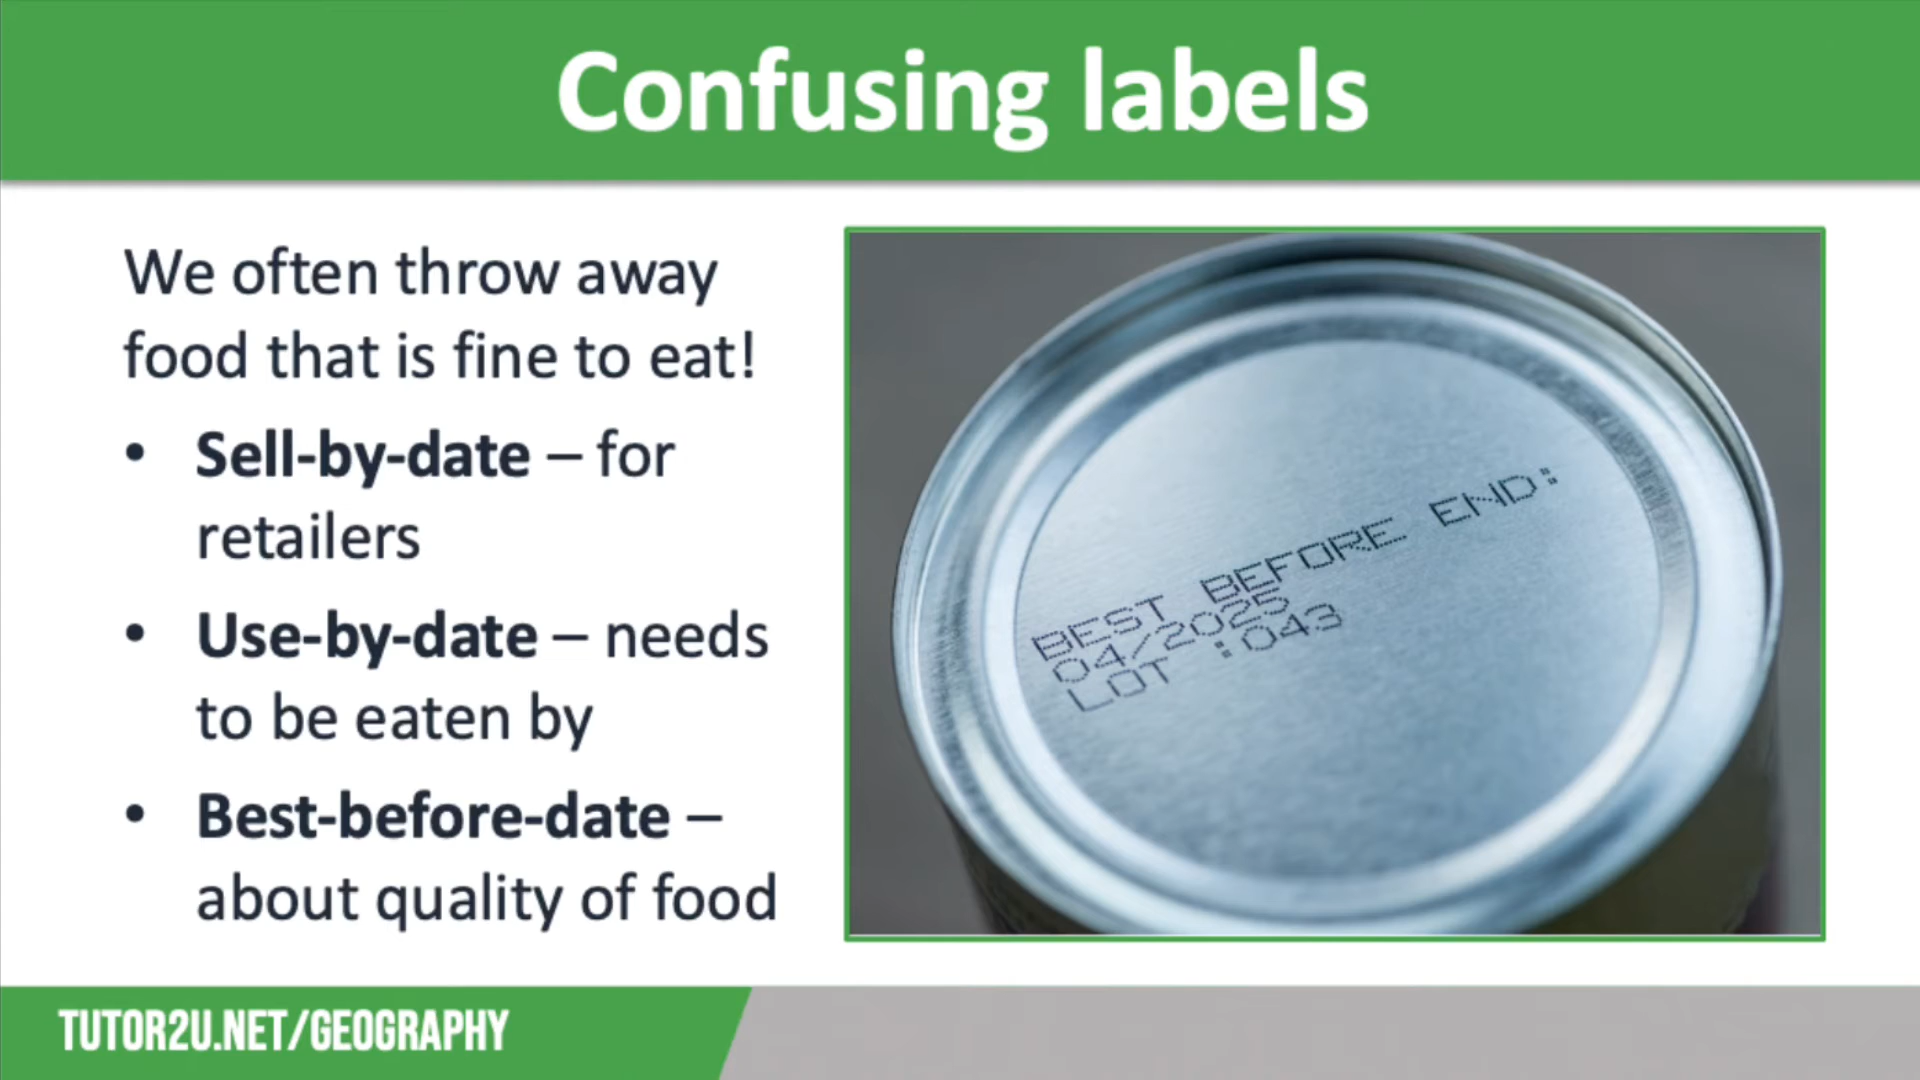 Confusing labels
We often throw away
food that is fine to eat!
• Sell-by-date – for
retailers
• Use-by-date – needs
to be eaten by
• Best-before-date –
about quality of food
BEST BEFORE END:
04/2025
LOT :043
TUTOR2U.NET/GEOGRAPHY